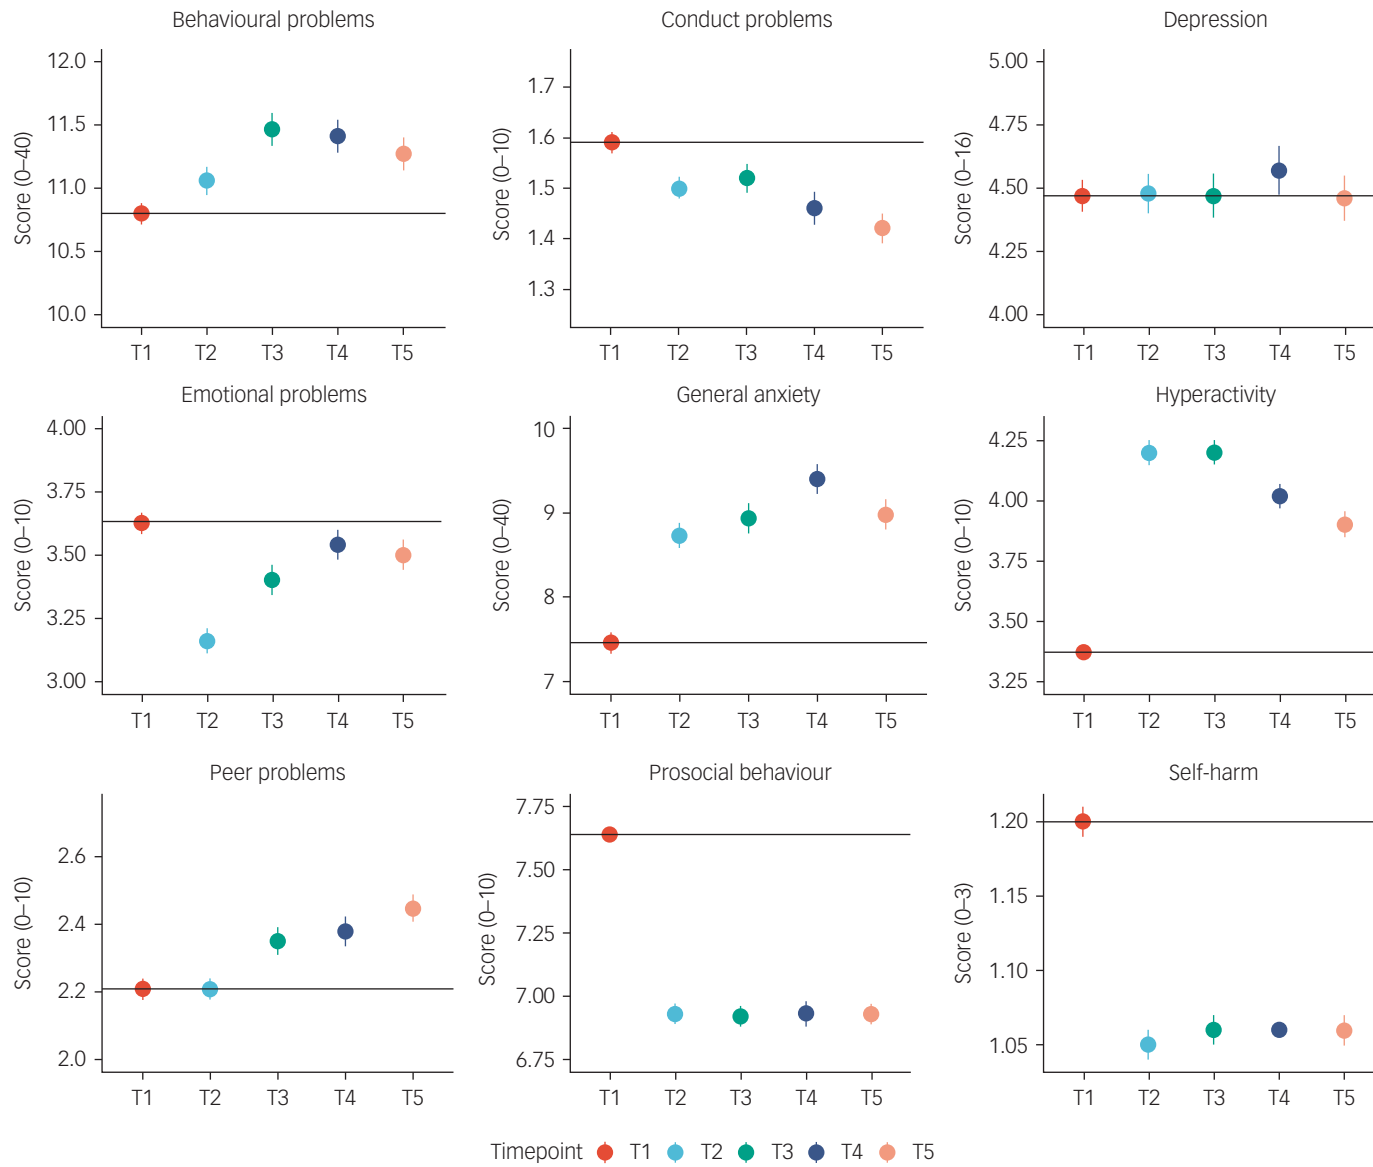 Behavioural problems
Score (0–40)
12.0
11.5
11.0
10.5
10.0
T1 T2 T3 T4 T5
Conduct problems
Score (0–10)
1.7
1.6
1.5
1.4
1.3
T1 T2 T3 T4 T5
Depression
Score (0–16)
5.00
4.75
4.50
4.25
4.00
T1 T2 T3 T4 T5
Emotional problems
Score (0–10)
4.00
3.75
3.50
3.25
3.00
T1 T2 T3 T4 T5
General anxiety
Score (0–40)
10
9
8
7
T1 T2 T3 T4 T5
Hyperactivity
Score (0–10)
4.25
4.00
3.75
3.50
3.25
T1 T2 T3 T4 T5
Peer problems
Score (0–10)
2.6
2.4
2.2
2.0
T1 T2 T3 T4 T5
Prosocial behaviour
Score (0–10)
7.75
7.50
7.25
7.00
6.75
T1 T2 T3 T4 T5
Self-harm
Score (0–3)
1.20
1.15
1.10
1.05
T1 T2 T3 T4 T5
Timepoint T1 T2 T3 T4 T5